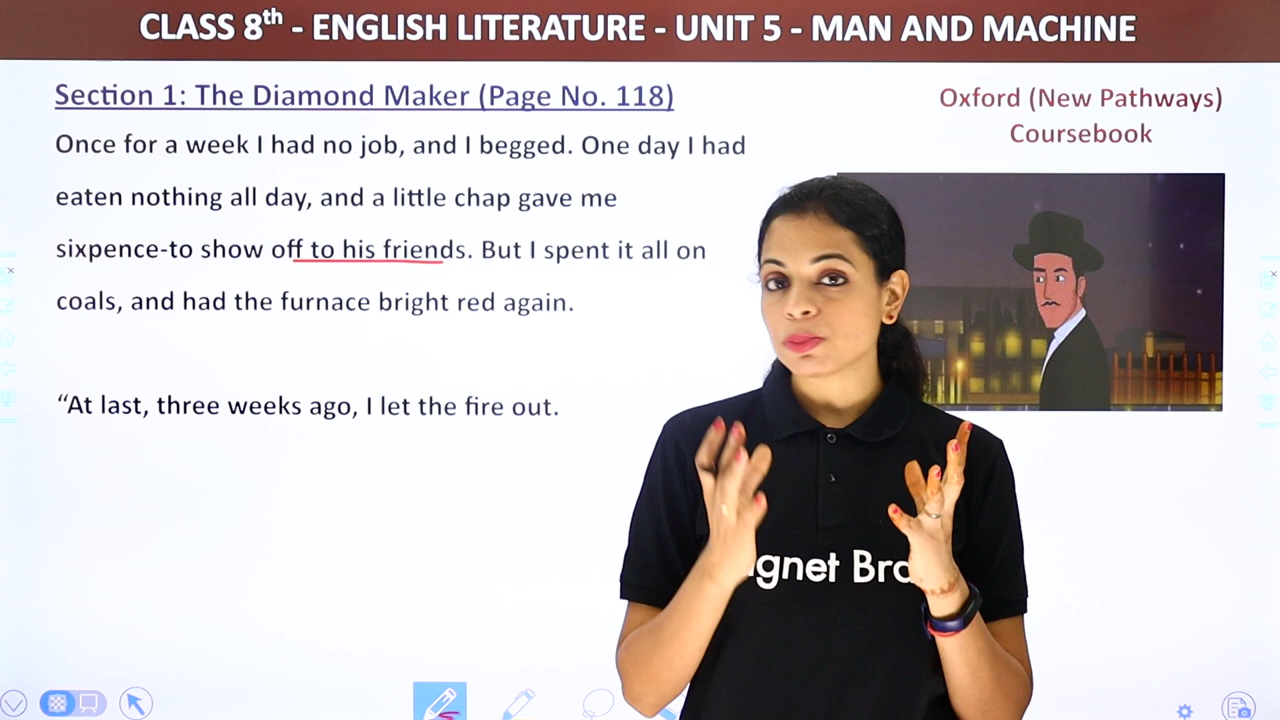 CLASS 8th - ENGLISH LITERATURE - UNIT 5 - MAN AND MACHINE
Section 1: The Diamond Maker (Page No. 118)
Oxford (New Pathways)
Coursebook
Once for a week I had no job, and I begged. One day I had
eaten nothing all day, and a little chap gave me
sixpence-to show off to his friends. But I spent it all on
coals, and had the furnace bright red again.
“At last, three weeks ago, I let the fire out.
gnet Bra